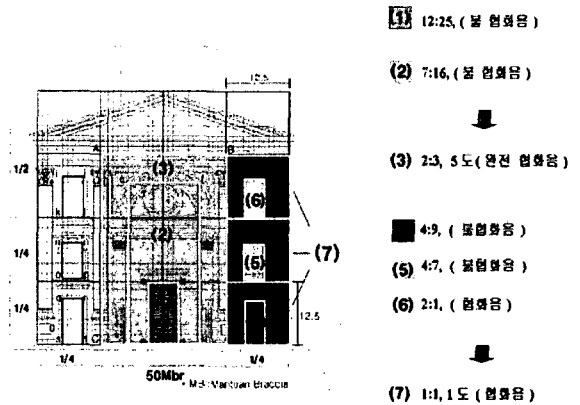 12.5
A
B
1/2
1/4
1/4
(3)
(2)
(6)
(5)
(7)
12.5
1/4
1/4
50Mbr
* MB:Mantuan Braccia
(1) 12:25, ( 불 협화음 )
(2) 7:16, ( 불 협화음 )
(3) 2:3, 5 도 ( 완전 협화음 )
4:9, ( 불협화음 )
(5) 4:7, ( 불협화음 )
(6) 2:1, ( 협화음 )
(7) 1:1, 1 도 ( 협화음 )